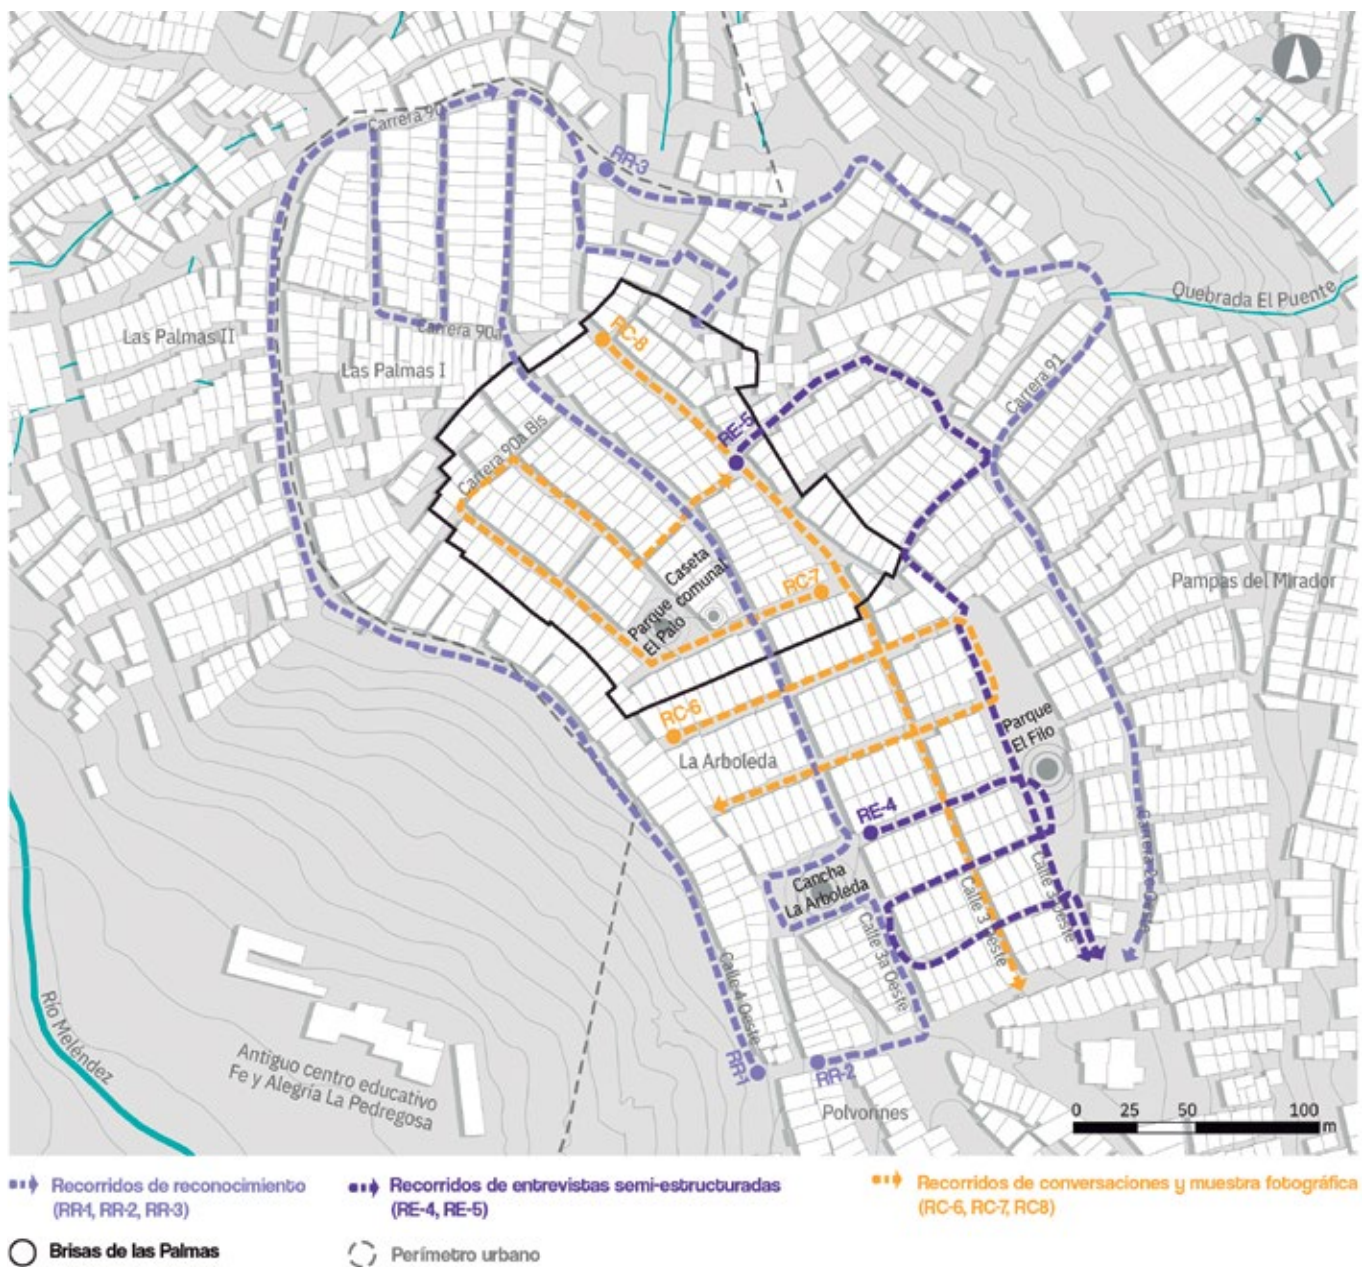 Carrera 90
RR-3
Quebrada El Puente
Las Palmas II
Carrera 90a
Las Palmas I
RC-8
Carrera 91
RE-5
Carrera 90a Bis
Caseta
comunal
Parque
El Palo
RC-7
Pampas del Mirador
RC-6
La Arboleda
Parque
El Filo
RE-4
Cancha
La Arboleda
Calle 3 Oeste
Calle 3 Oeste
Calle 3a Oeste
Calle 4 Oeste
Río Meléndez
Antiguo centro educativo
Fe y Alegría La Pedregosa
RR-1
RR-2
Polvorines
0 25 50 100
m
Recorridos de reconocimiento
(RR-1, RR-2, RR-3)
Recorridos de entrevistas semi-estructuradas
(RE-4, RE-5)
Recorridos de conversaciones y muestra fotográfica
(RC-6, RC-7, RC8)
Brisas de las Palmas
Perímetro urbano